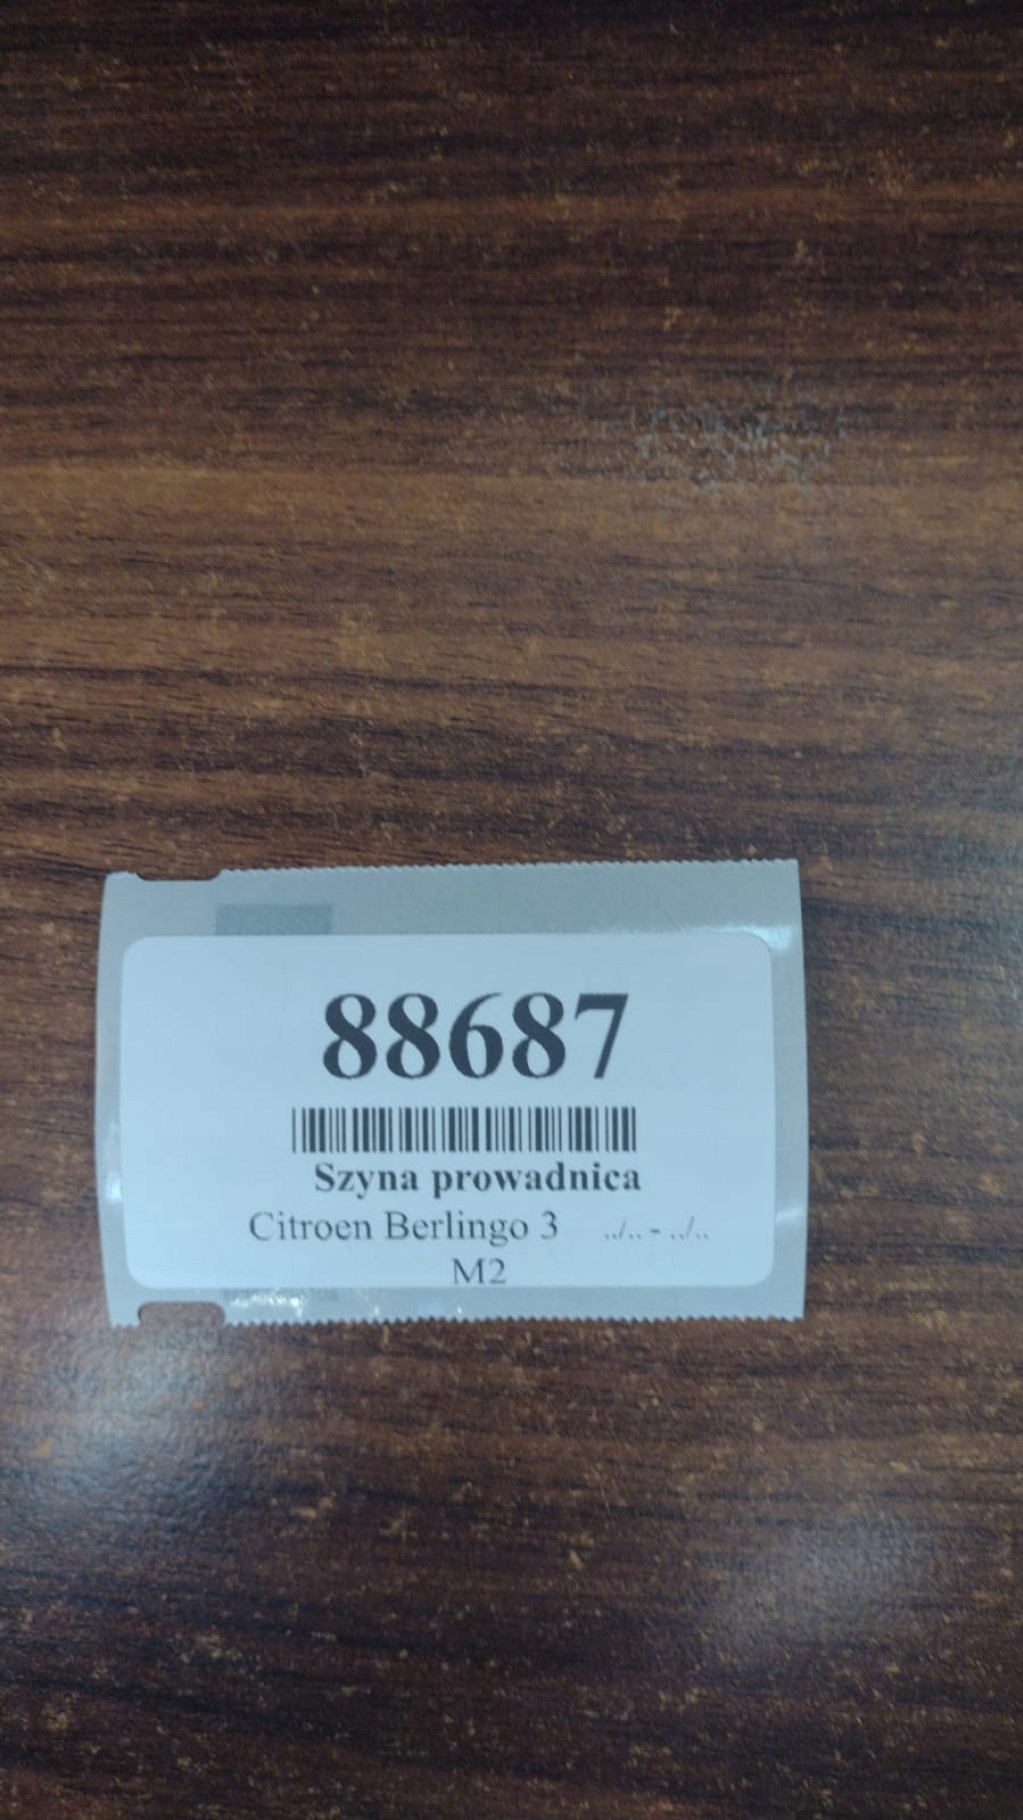 88687
Szyna prowadnica
Citroen Berlingo 3 ../.. - ../..
M2